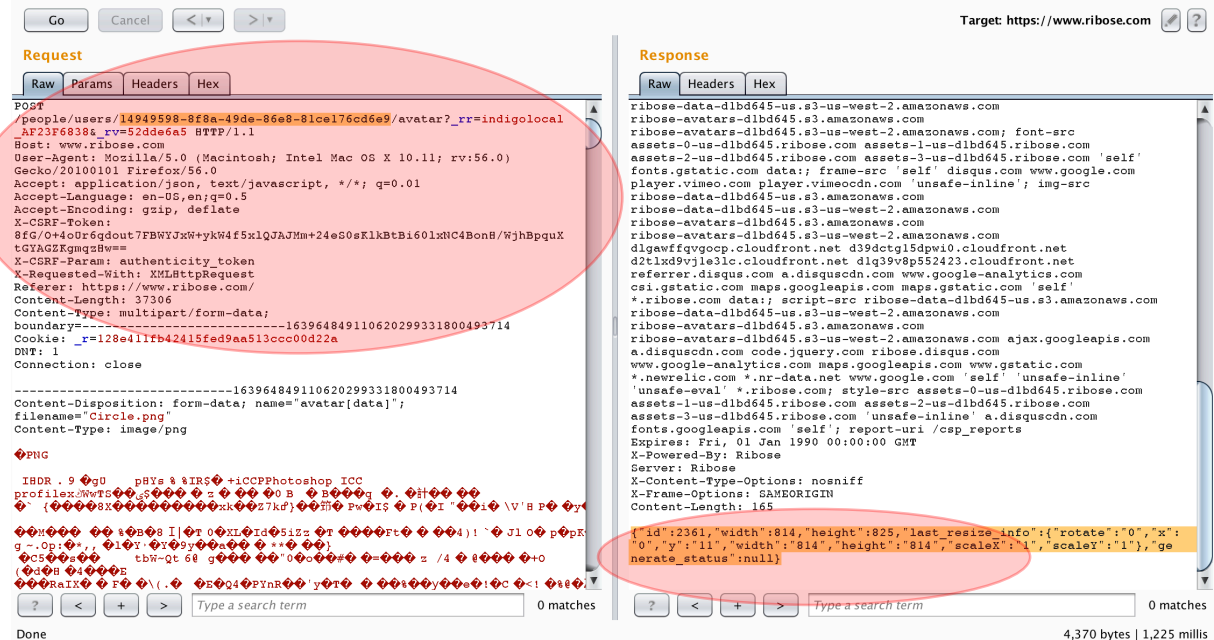 Go
Cancel
<
>
Target: https://www.ribose.com
?
Request
Raw
Params
Headers
Hex
POST
/people/users/14949598-8f8a-49de-86e8-81ce176cd6e9/avatar?_rr=indigolocal
_AF23F6838&_rv=52dde6a5 HTTP/1.1
Host: www.ribose.com
User-Agent: Mozilla/5.0 (Macintosh; Intel Mac OS X 10.11; rv:56.0)
Gecko/20100101 Firefox/56.0
Accept: application/json, text/javascript, */*; q=0.01
Accept-Language: en-US,en;q=0.5
Accept-Encoding: gzip, deflate
X-CSRF-Token:
X-CSRF-Param: authenticity_token
X-Requested-With: XMLHttpRequest
Referer: https://www.ribose.com/
Content-Length: 37306
Content-Type: multipart/form-data;
boundary=---------------------------1639648491106202993318004937​14
Cookie: _r=128e411fb42415fed9aa513ccc00d22a
DNT: 1
Connection: close
-----------------------------163964849110620299331800493714
Content-Disposition: form-data; name="avatar[data]";
filename="Circle.png"
Content-Type: image/png
PNG
?
<
+
>
Type a search term
0 matches
Response
Raw
Headers
Hex
ribose-data-d1bd645-us.s3-us-west-2.amazonaws.com
ribose-avatars-d1bd645.s3.amazonaws.com
ribose-avatars-d1bd645.s3-us-west-2.amazonaws.com; font-src
assets-0-us-d1bd645.ribose.com assets-1-us-d1bd645.ribose.com
assets-2-us-d1bd645.ribose.com assets-3-us-d1bd645.ribose.com 'self'
fonts.gstatic.com data:; frame-src 'self' disqus.com www.google.com
player.vimeo.com player.vimeocdn.com 'unsafe-inline'; img-src
ribose-data-d1bd645-us.s3.amazonaws.com
ribose-data-d1bd645-us.s3-us-west-2.amazonaws.com
ribose-avatars-d1bd645.s3.amazonaws.com
ribose-avatars-d1bd645.s3-us-west-2.amazonaws.com
d1gawffqvgocp.cloudfront.net d39dctg15dpwi0.cloudfront.net
d2t1xd9vj1e31c.cloudfront.net d1q39v8p552423.cloudfront.net
referrer.disqus.com a.disquscdn.com www.google-analytics.com
csi.gstatic.com maps.googleapis.com maps.gstatic.com 'self'
*.ribose.com data:; script-src ribose-data-d1bd645-us.s3.amazonaws.com
ribose-data-d1bd645-us.s3-us-west-2.amazonaws.com
ribose-avatars-d1bd645.s3.amazonaws.com
ribose-avatars-d1bd645.s3-us-west-2.amazonaws.com ajax.googleapis.com
a.disquscdn.com code.jquery.com ribose.disqus.com
www.google-analytics.com maps.googleapis.com www.gstatic.com
*.newrelic.com *.nr-data.net www.google.com 'self' 'unsafe-inline'
'unsafe-eval' *.ribose.com; style-src assets-0-us-d1bd645.ribose.com
assets-1-us-d1bd645.ribose.com assets-2-us-d1bd645.ribose.com
assets-3-us-d1bd645.ribose.com 'unsafe-inline' a.disquscdn.com
fonts.googleapis.com 'self'; report-uri /csp_reports
Expires: Fri, 01 Jan 1990 00:00:00 GMT
X-Powered-By: Ribose
Server: Ribose
X-Content-Type-Options: nosniff
X-Frame-Options: SAMEORIGIN
Content-Length: 165
{"id":2361,"width":814,"height":825,"last_resize_info":{"rotate":"0","x":
"0","y":"11","width":"814","height":"814","scaleX":"1","scaleY":"1"},"ge
nerate_status":null}
?
<
+
>
Type a search term
0 matches
Done
4,370 bytes | 1,225 millis